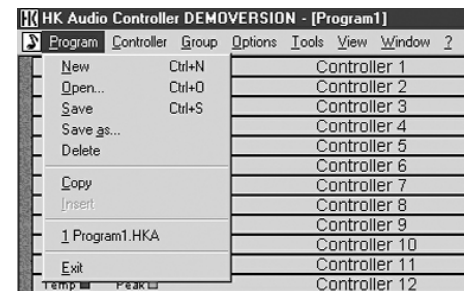 HK HK Audio Controller DEMOVERSION - [Program1]
Program Controller Group Options Tools View Window ?
New Ctrl+N
Open... Ctrl+O
Save Ctrl+S
Save as...
Delete
Copy
Insert
1 Program1.HKA
Exit
Controller 1
Controller 2
Controller 3
Controller 4
Controller 5
Controller 6
Controller 7
Controller 8
Controller 9
Controller 10
Controller 11
Controller 12
Temp Peak